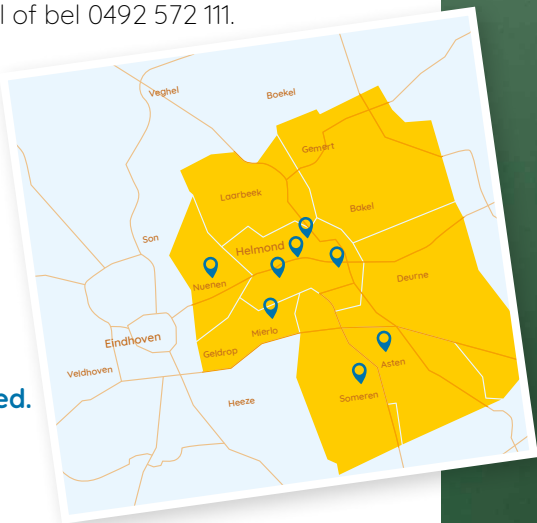 l of bel 0492 572 111.
Veghel
Boekel
Gemert
Laarbeek
Bakel
Son
Helmond
Deurne
Nuenen
Eindhoven
Mierlo
Geldrop
Veldhoven
Asten
ed.
Heeze
Someren